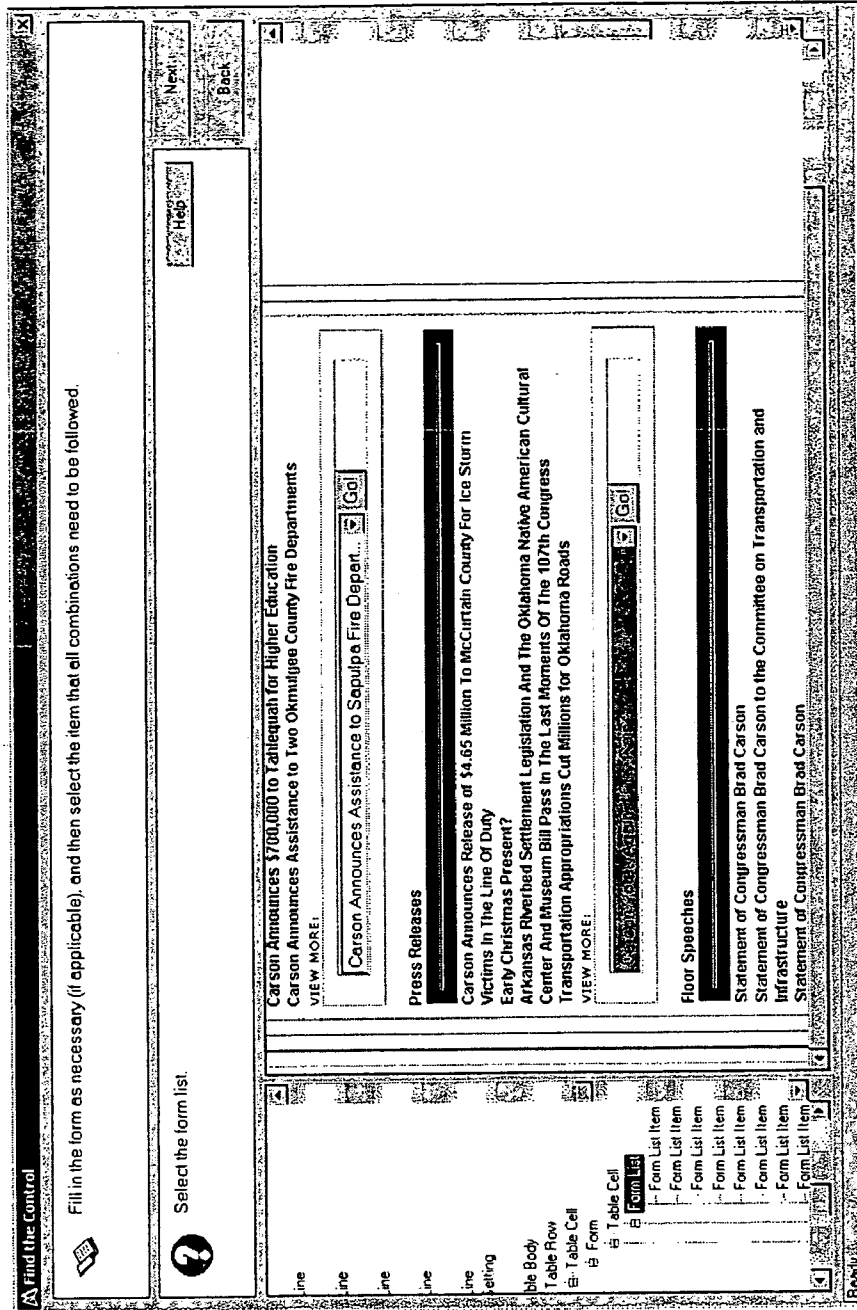 Find the Control
Fill in the form as necessary (if applicable), and then select the item that all combinations need to be followed.
Select the form list.
Help
Next
Back
ine
ine
ine
ine
ine
etting
ble Body
Table Row
Table Cell
Form
Table Cell
Form List
Form List Item
Form List Item
Form List Item
Form List Item
Form List Item
Form List Item
Form List Item
Form List Item
Carson Announces $700,000 to Tahlequah for Higher Education
Carson Announces Assistance to Two Okmulgee County Fire Departments
VIEW MORE:
Carson Announces Assistance to Sapulpa Fire Depart... Go!
Press Releases
Carson Announces Release of $4.65 Million To McCurtain County For Ice Storm
Victims In The Line Of Duty
Early Christmas Present?
Arkansas Riverbed Settlement Legislation And The Oklahoma Native American Cultural
Center And Museum Bill Pass In The Last Moments Of The 107th Congress
Transportation Appropriations Cut Millions for Oklahoma Roads
VIEW MORE:
Go!
Floor Speeches
Statement of Congressman Brad Carson
Statement of Congressman Brad Carson to the Committee on Transportation and
Infrastructure
Statement of Congressman Brad Carson
Ready